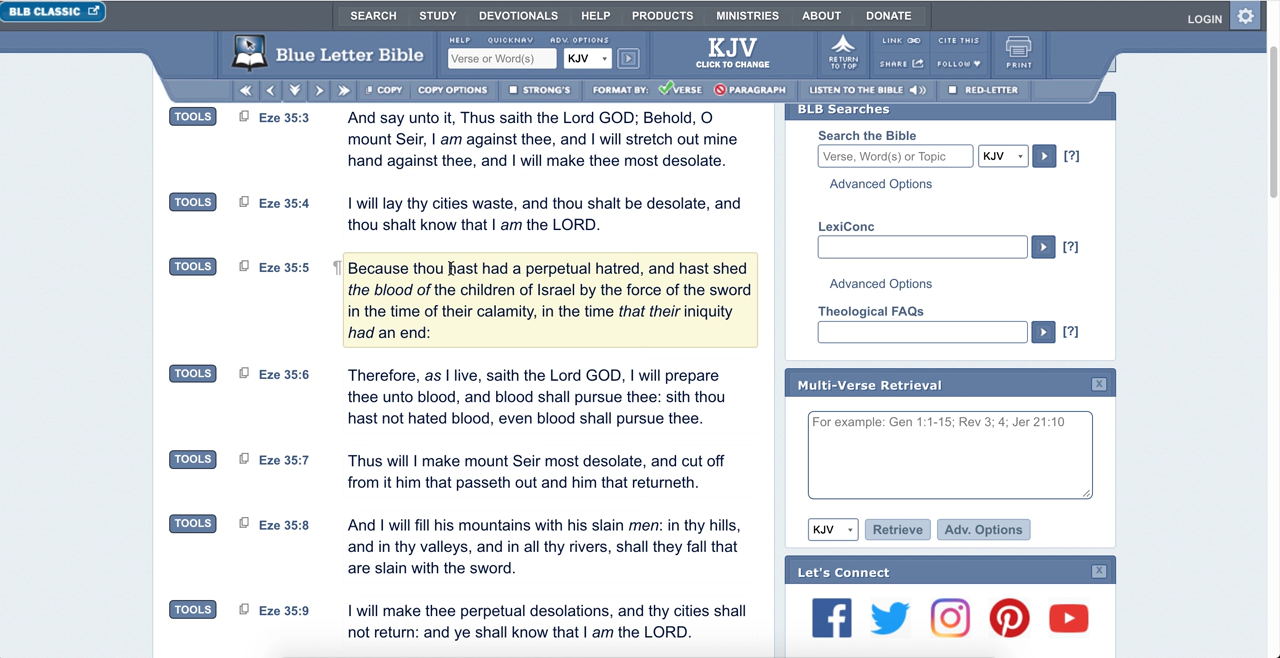 BLB CLASSIC
SEARCH STUDY DEVOTIONALS HELP PRODUCTS MINISTRIES ABOUT DONATE
LOGIN
Blue Letter Bible
HELP QUICKNAV ADV. OPTIONS
Verse or Word(s) KJV
KJV
CLICK TO CHANGE
RETURN
TO TOP
LINK CITE THIS
SHARE FOLLOW
PRINT
COPY COPY OPTIONS STRONG'S FORMAT BY: VERSE PARAGRAPH LISTEN TO THE BIBLE RED-LETTER
TOOLS Eze 35:3 And say unto it, Thus saith the Lord GOD; Behold, O
mount Seir, I am against thee, and I will stretch out mine
hand against thee, and I will make thee most desolate.
TOOLS Eze 35:4 I will lay thy cities waste, and thou shalt be desolate, and
thou shalt know that I am the LORD.
TOOLS Eze 35:5 ¶ Because thou hast had a perpetual hatred, and hast shed
the blood of the children of Israel by the force of the sword
in the time of their calamity, in the time that their iniquity
had an end:
TOOLS Eze 35:6 Therefore, as I live, saith the Lord GOD, I will prepare
thee unto blood, and blood shall pursue thee: sith thou
hast not hated blood, even blood shall pursue thee.
TOOLS Eze 35:7 Thus will I make mount Seir most desolate, and cut off
from it him that passeth out and him that returneth.
TOOLS Eze 35:8 And I will fill his mountains with his slain men: in thy hills,
and in thy valleys, and in all thy rivers, shall they fall that
are slain with the sword.
TOOLS Eze 35:9 I will make thee perpetual desolations, and thy cities shall
not return: and ye shall know that I am the LORD.
BLB Searches
Search the Bible
Verse, Word(s) or Topic KJV [?]
Advanced Options
LexiConc
[?]
Advanced Options
Theological FAQs
[?]
Multi-Verse Retrieval X
For example: Gen 1:1-15; Rev 3; 4; Jer 21:10
KJV Retrieve Adv. Options
Let's Connect X